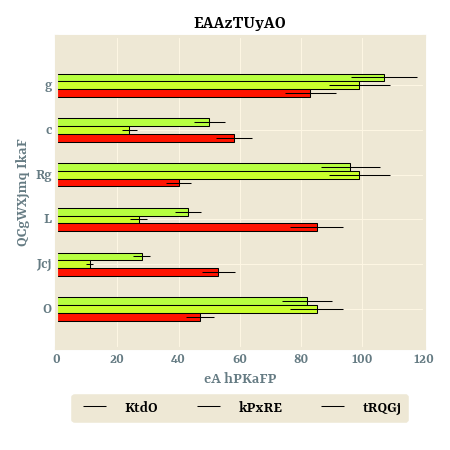 EAAzTUyAO
g
c
Rg
L
Jcj
O
QCgWXjmq IkaF
0 20 40 60 80 100 120
eA hPKaFP
KtdO kPxRE tRQGj